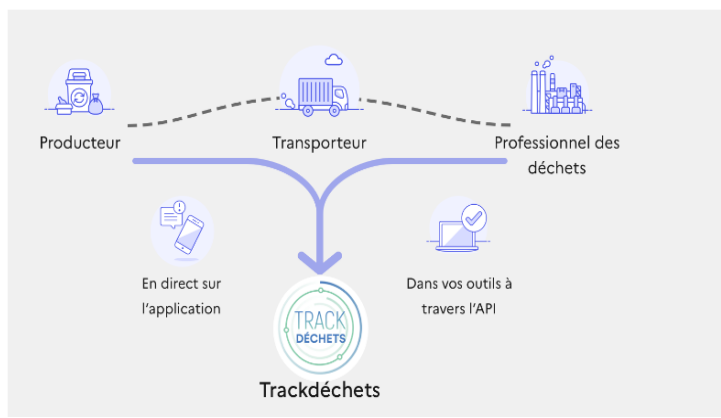 Producteur
Transporteur
Professionnel des
déchets
En direct sur
l'application
Dans vos outils à
travers l'API
TRACK
DÉCHETS
Trackdéchets